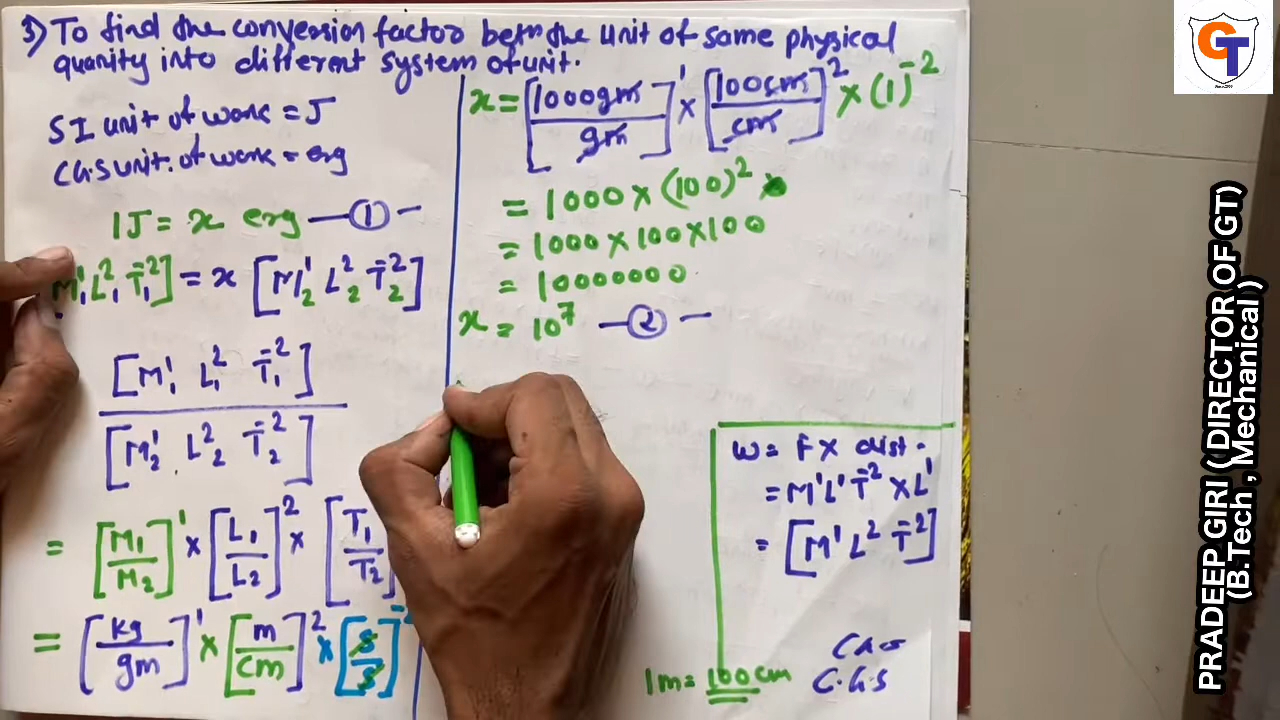 3) To find the conversion factor betn the unit of same physical
quanity into different system of unit.
SI unit of work = J
C.G.S unit. of work = erg
1J = x erg —①—
M₁¹ L₁² T₁⁻²] = x [M₂¹ L₂² T₂⁻²]
[M₁¹ L₁² T₁⁻²]
[M₂¹ L₂² T₂⁻²]
= [M₁/M₂]¹ × [L₁/L₂]² × [T₁/T₂
= [kg/gm]¹ × [m/cm]² × [s/s]⁻²
x = [1000gm/gm]¹ × [100cm/cm]² × (1)⁻²
= 1000 × (100)²
= 1000 × 100 × 100
= 10000000
x = 10⁷ —②—
W = F × dist.
= M¹L¹T⁻² × L¹
= [M¹ L² T⁻²]
1m = 100cm
C.G.S
GT
PRADEEP GIRI ( DIRECTOR OF GT)
(B.Tech , Mechanical )